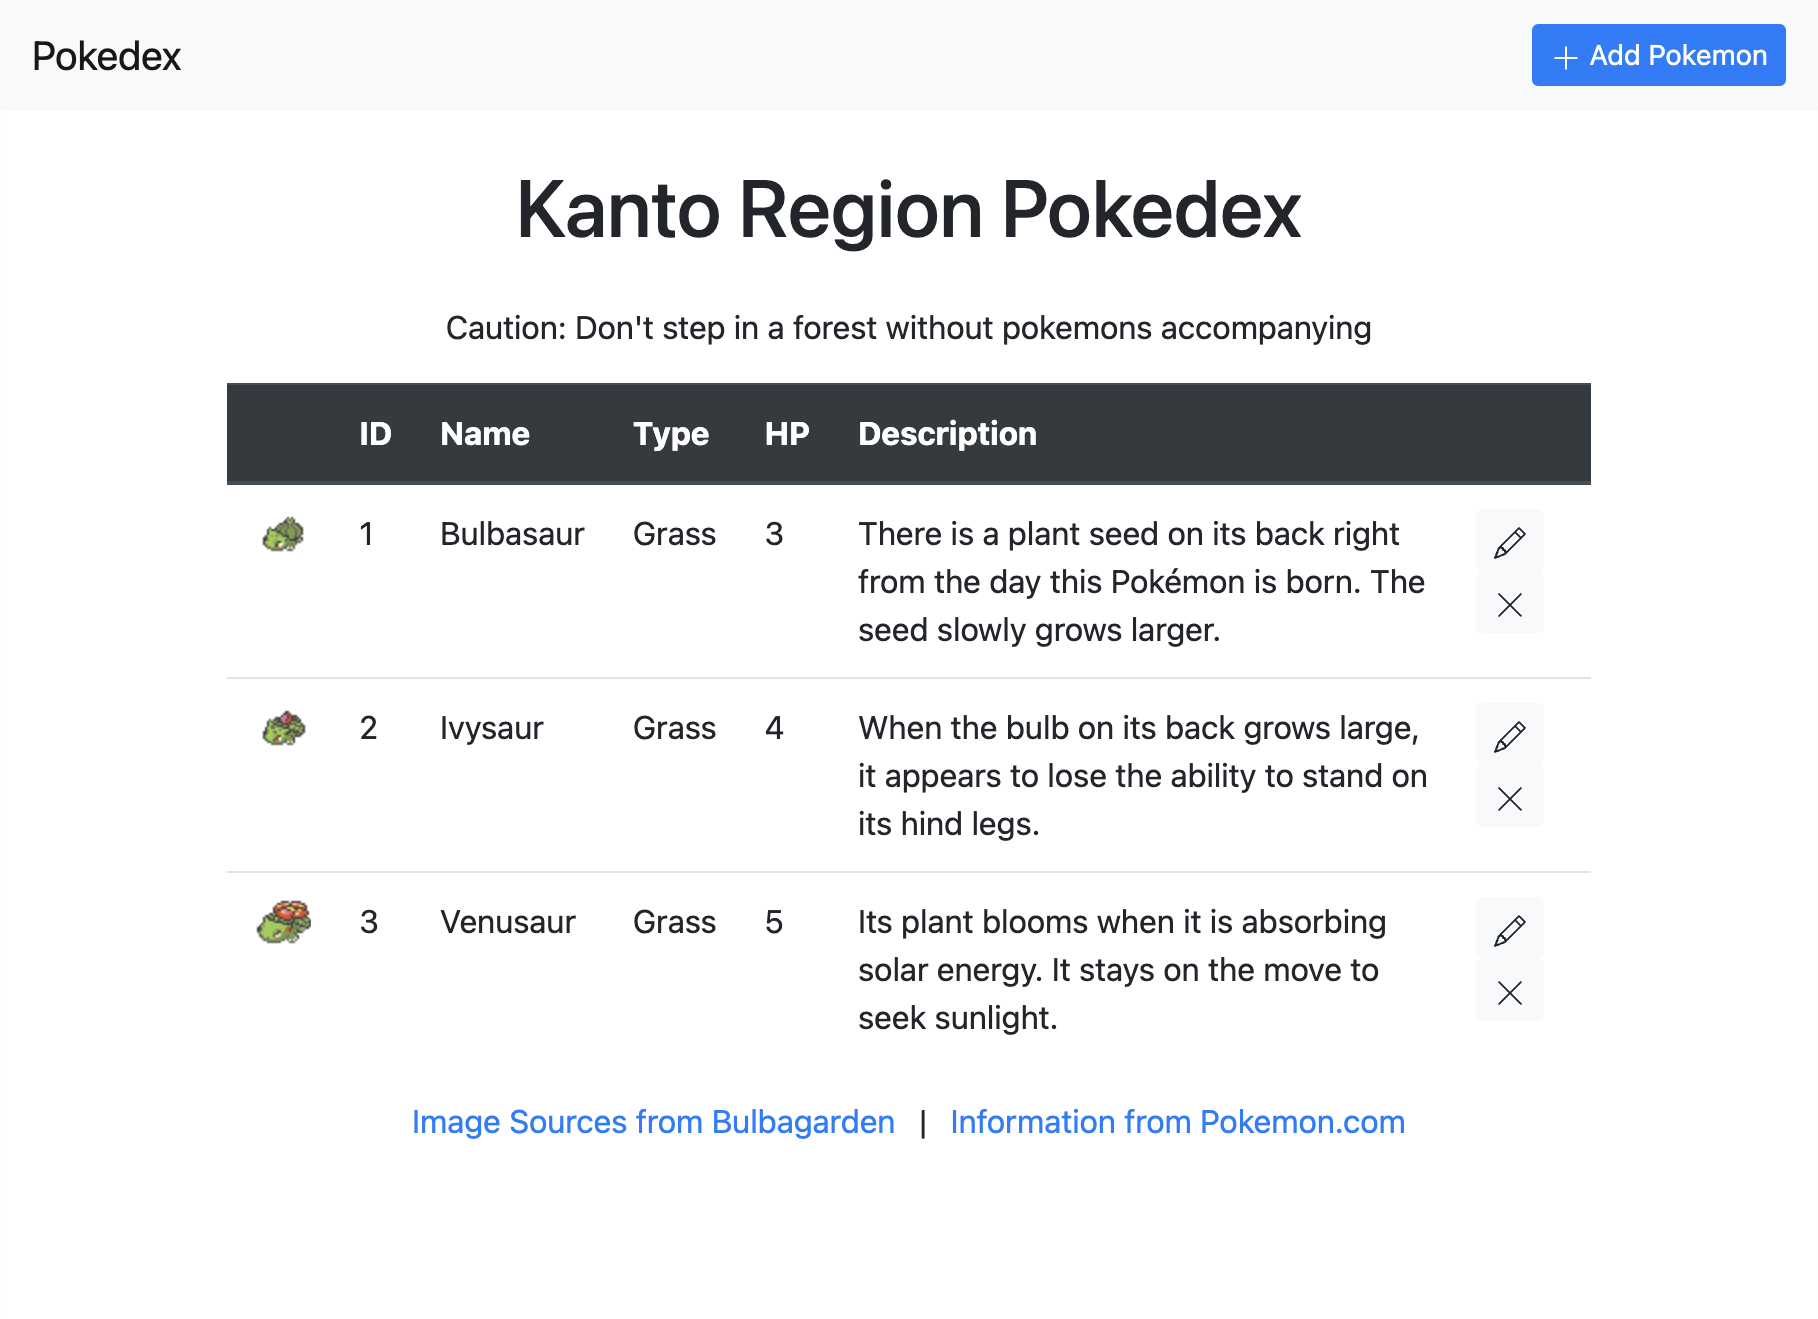 Pokedex
Add Pokemon
Kanto Region Pokedex
Caution: Don't step in a forest without pokemons accompanying
ID Name Type HP Description
1 Bulbasaur Grass 3 There is a plant seed on its back right
from the day this Pokémon is born. The
seed slowly grows larger.
2 Ivysaur Grass 4 When the bulb on its back grows large,
it appears to lose the ability to stand on
its hind legs.
3 Venusaur Grass 5 Its plant blooms when it is absorbing
solar energy. It stays on the move to
seek sunlight.
Image Sources from Bulbagarden | Information from Pokemon.com